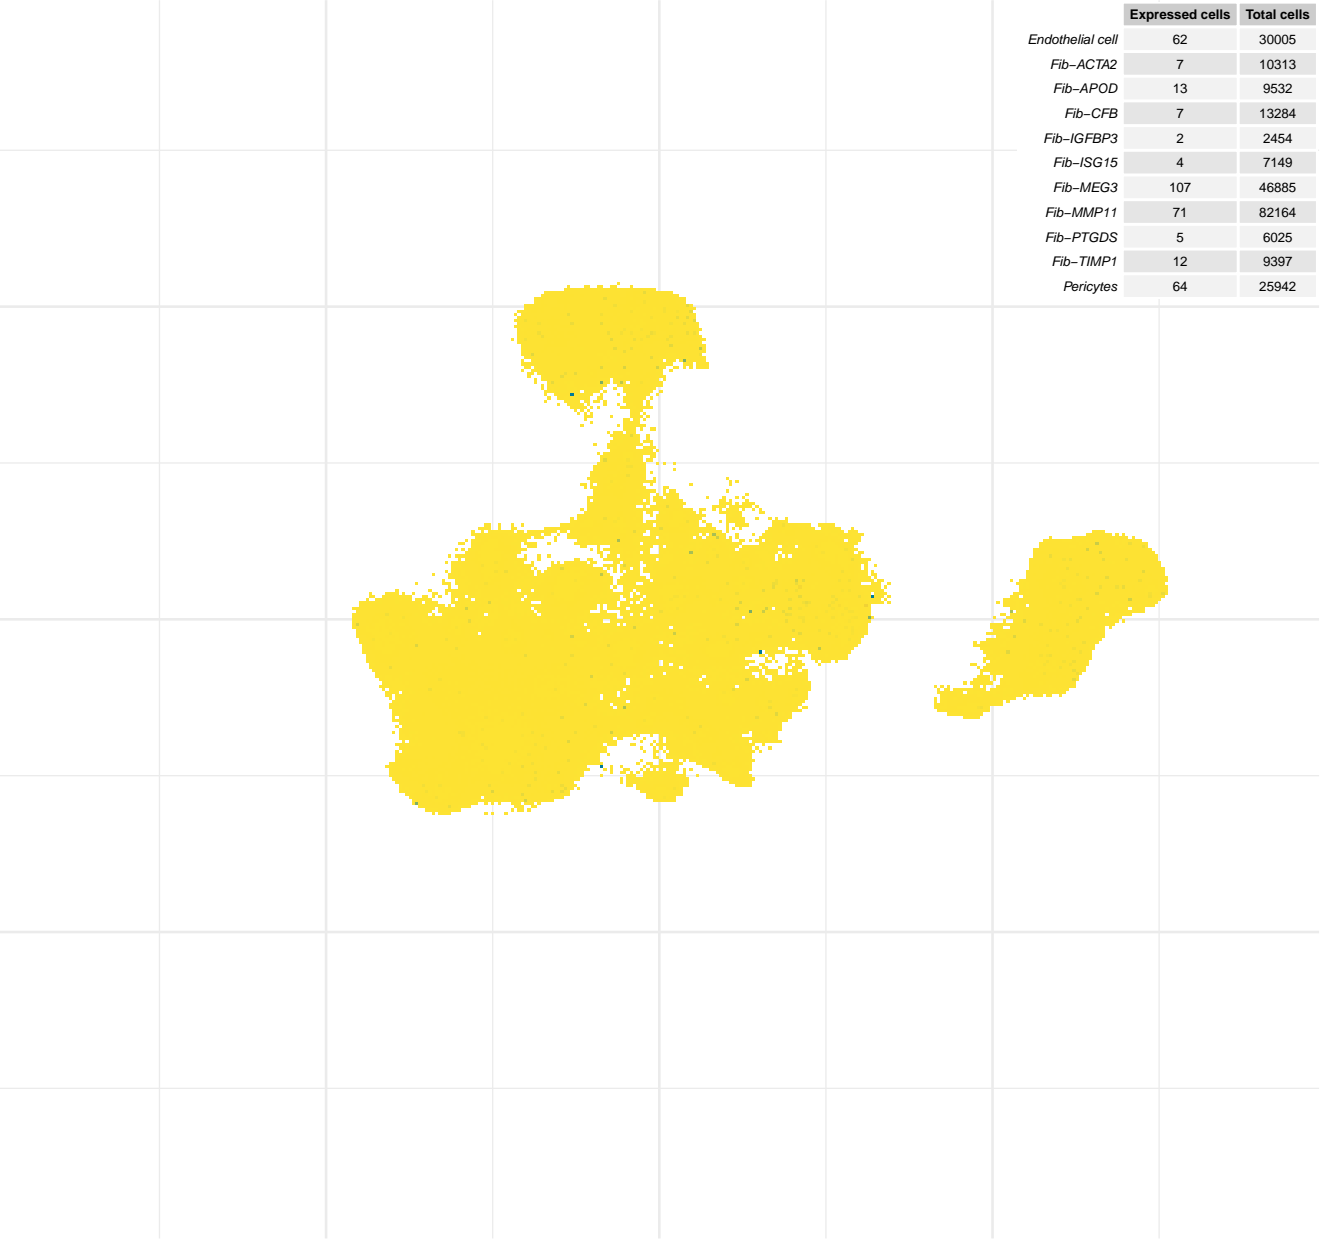 Expressed cells Total cells
Endothelial cell 62 30005
Fib−ACTA2 7 10313
Fib−APOD 13 9532
Fib−CFB 7 13284
Fib−IGFBP3 2 2454
Fib−ISG15 4 7149
Fib−MEG3 107 46885
Fib−MMP11 71 82164
Fib−PTGDS 5 6025
Fib−TIMP1 12 9397
Pericytes 64 25942